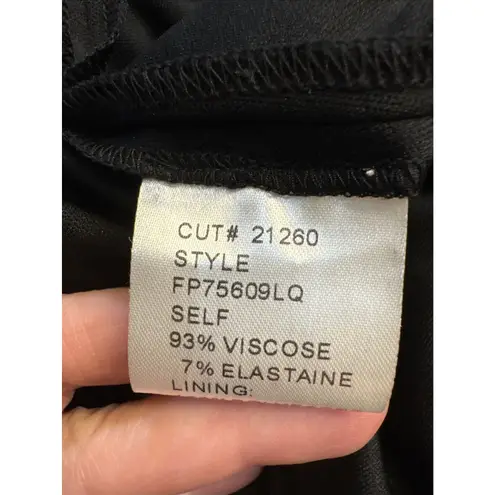 CUT# 21260
STYLE
FP75609LQ
SELF
93% VISCOSE
7% ELASTAINE
LINING: